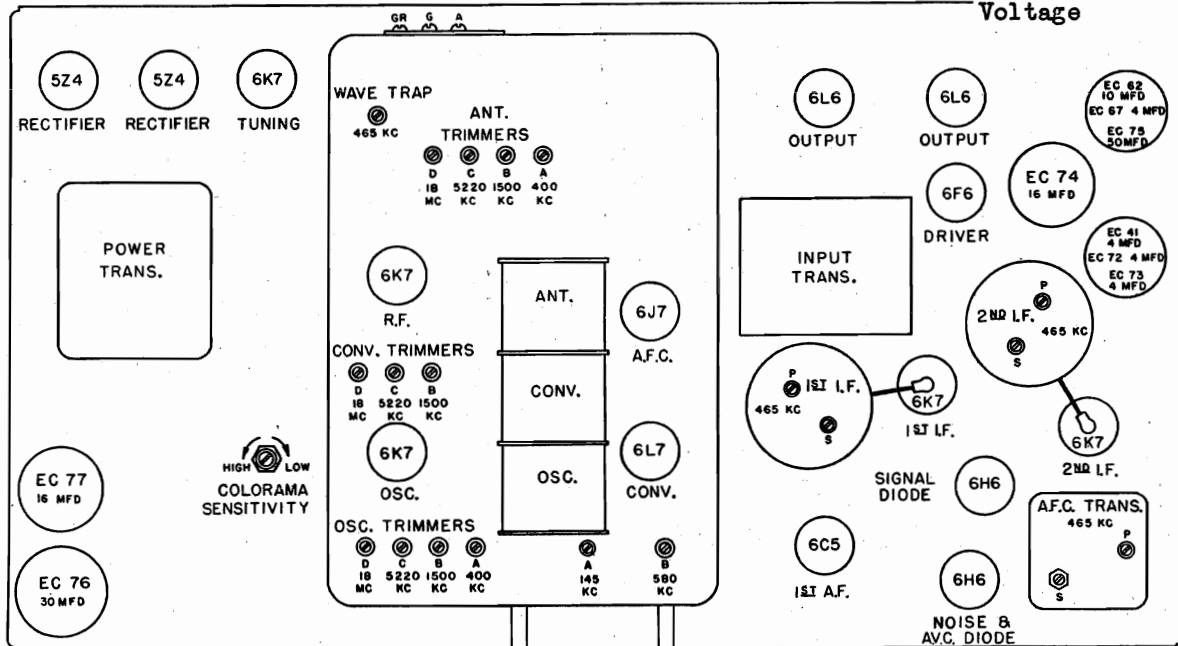 Voltage
GR G A
5Z4
RECTIFIER
5Z4
RECTIFIER
6K7
TUNING
POWER
TRANS.
EC 77
16 MFD
EC 76
30 MFD
HIGH LOW
COLORAMA
SENSITIVITY
WAVE TRAP
465 KC
ANT.
TRIMMERS
D C B A
18 5220 1500 400
MC KC KC KC
6K7
R.F.
CONV. TRIMMERS
D C B
18 5220 1500
MC KC KC
6K7
OSC.
OSC. TRIMMERS
D C B A
18 5220 1500 400
MC KC KC KC
A
145
KC
B
580
KC
ANT.
CONV.
OSC.
6J7
A.F.C.
6L7
CONV.
6L6
OUTPUT
6L6
OUTPUT
6F6
DRIVER
EC 62
10 MFD
EC 67 4 MFD
EC 75
50MFD
EC 74
16 MFD
EC 41
4 MFD
EC 72 4 MFD
EC 73
4 MFD
INPUT
TRANS.
P
2ND I.F.
465 KC
S
P
1ST I.F.
465 KC
S
6K7
1ST I.F.
6K7
2ND I.F.
SIGNAL
DIODE
6H6
6C5
1ST A.F.
6H6
NOISE &
AVC. DIODE
A.F.C. TRANS.
465 KC
P
S